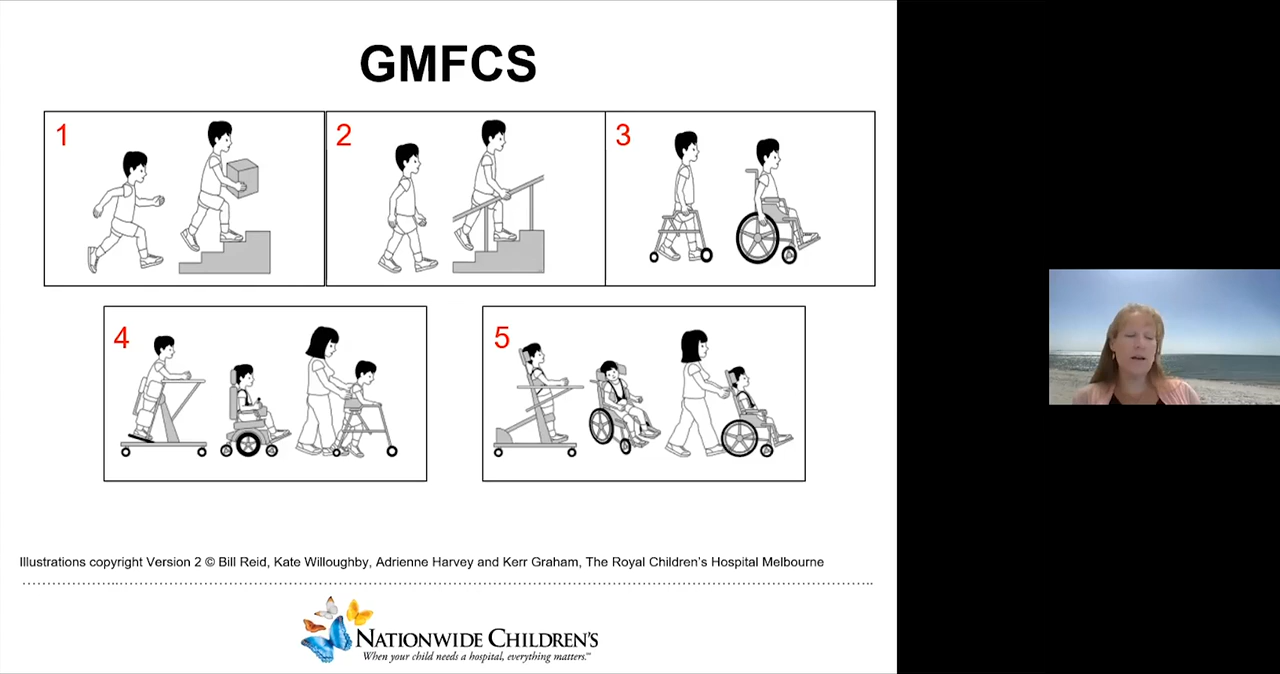 GMFCS
1
2
3
4
5
Illustrations copyright Version 2 © Bill Reid, Kate Willoughby, Adrienne Harvey and Kerr Graham, The Royal Children's Hospital Melbourne
NATIONWIDE CHILDREN'S
When your child needs a hospital, everything matters.™